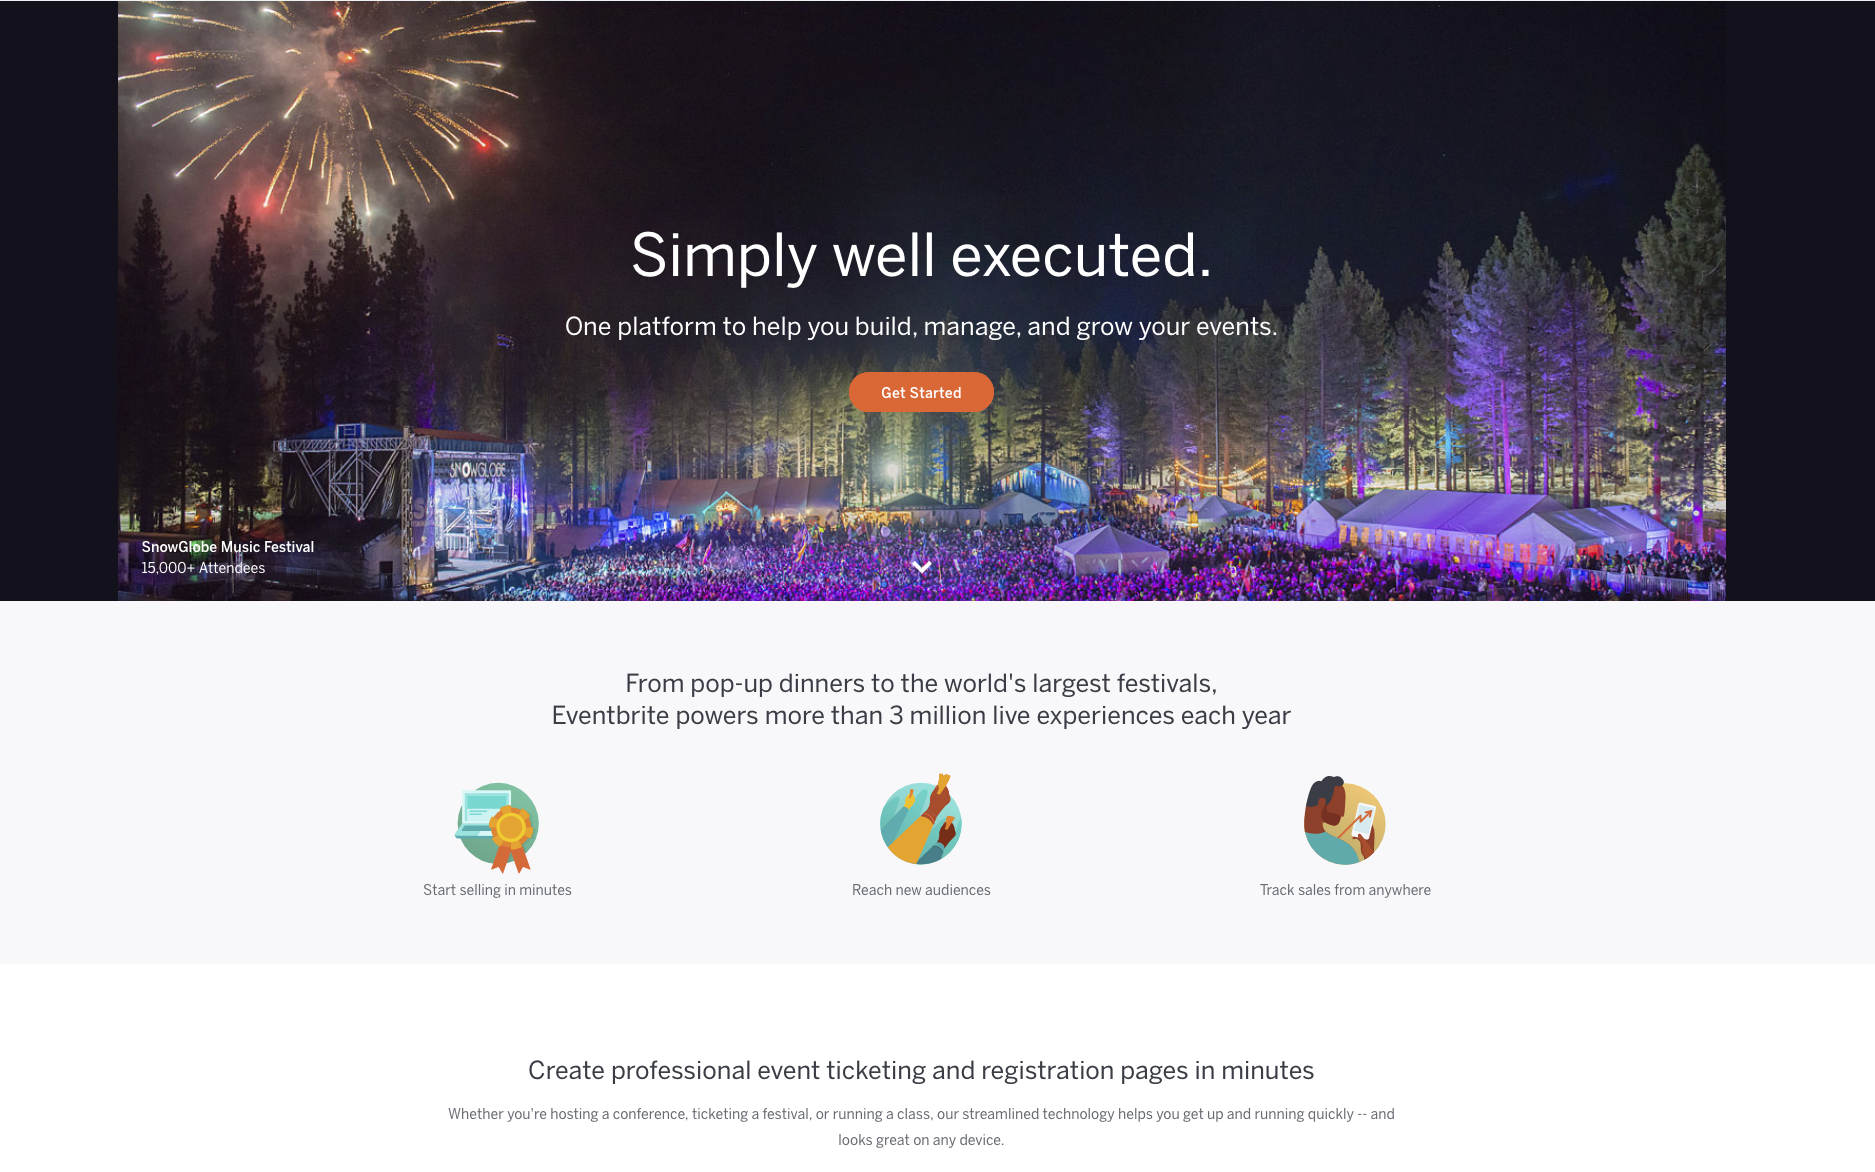 Simply well executed.
One platform to help you build, manage, and grow your events.
Get Started
SNOWGLOBE
SnowGlobe Music Festival
15,000+ Attendees
From pop-up dinners to the world's largest festivals,
Eventbrite powers more than 3 million live experiences each year
Start selling in minutes
Reach new audiences
Track sales from anywhere
Create professional event ticketing and registration pages in minutes
Whether you're hosting a conference, ticketing a festival, or running a class, our streamlined technology helps you get up and running quickly -- and
looks great on any device.